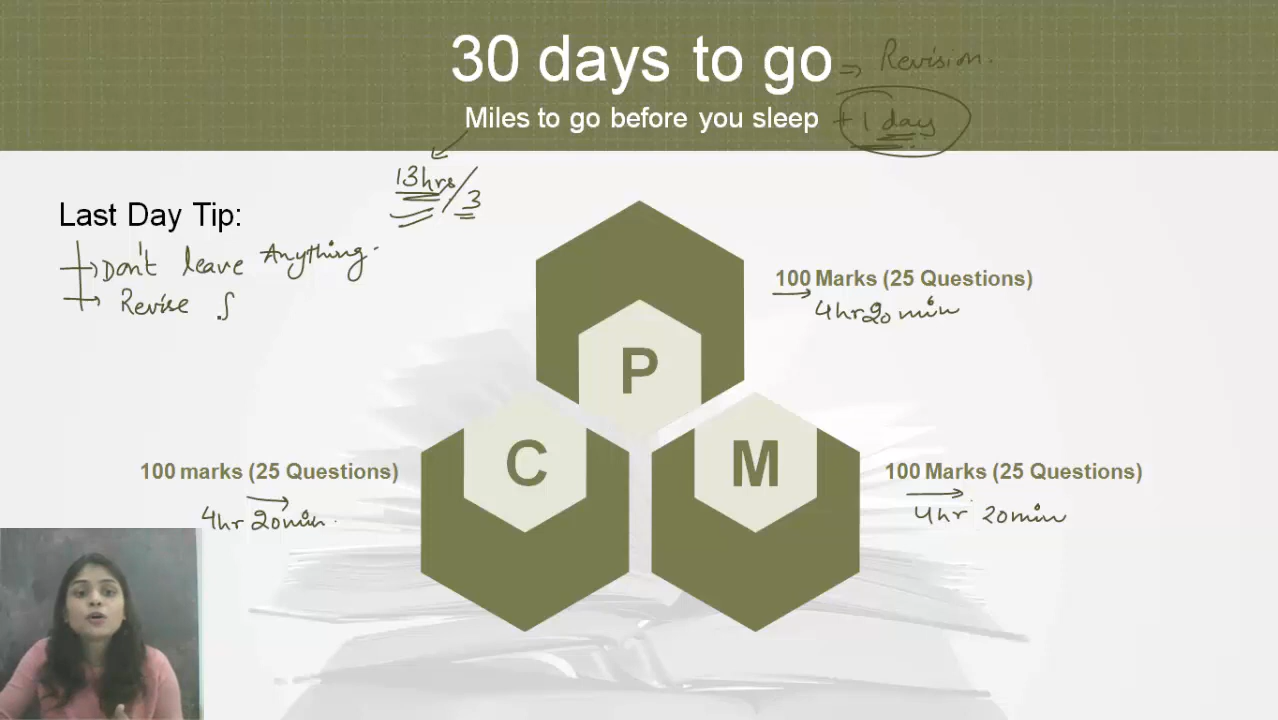 30 days to go => Revision.
Miles to go before you sleep +1 day
13hrs/3
Last Day Tip:
Don't leave Anything.
Revise
100 Marks (25 Questions)
4hr 20 min
P
C
M
100 marks (25 Questions)
4hr 20min
100 Marks (25 Questions)
4hr 20min